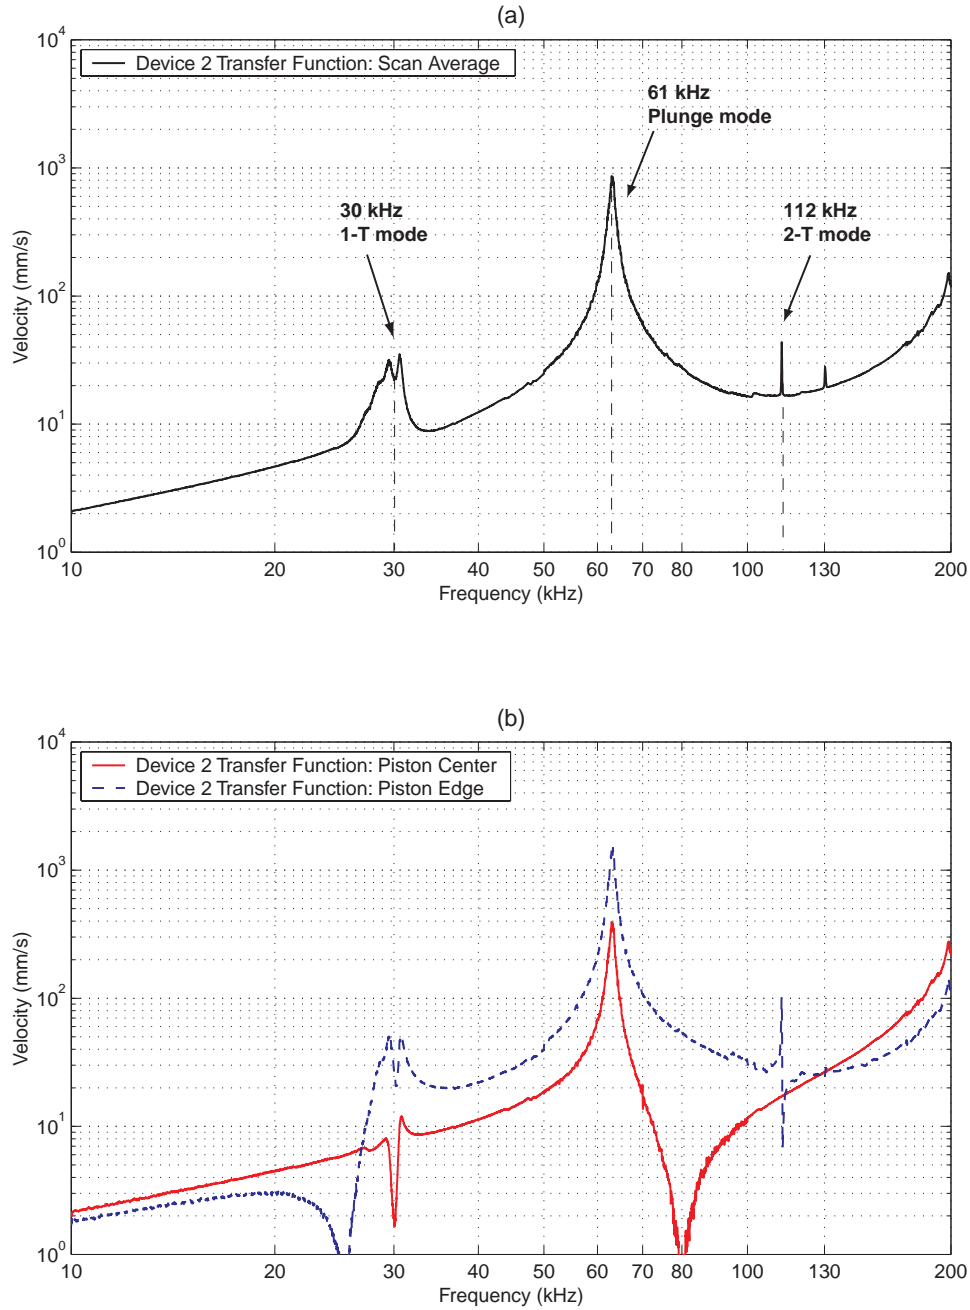 (a)
10^4
Device 2 Transfer Function: Scan Average
61 kHz
Plunge mode
10^3
30 kHz
1-T mode
112 kHz
2-T mode
Velocity (mm/s)
10^2
10^1
10^0
10 20 30 40 50 60 70 80 100 130 200
Frequency (kHz)
(b)
10^4
Device 2 Transfer Function: Piston Center
Device 2 Transfer Function: Piston Edge
10^3
Velocity (mm/s)
10^2
10^1
10^0
10 20 30 40 50 60 70 80 100 130 200
Frequency (kHz)